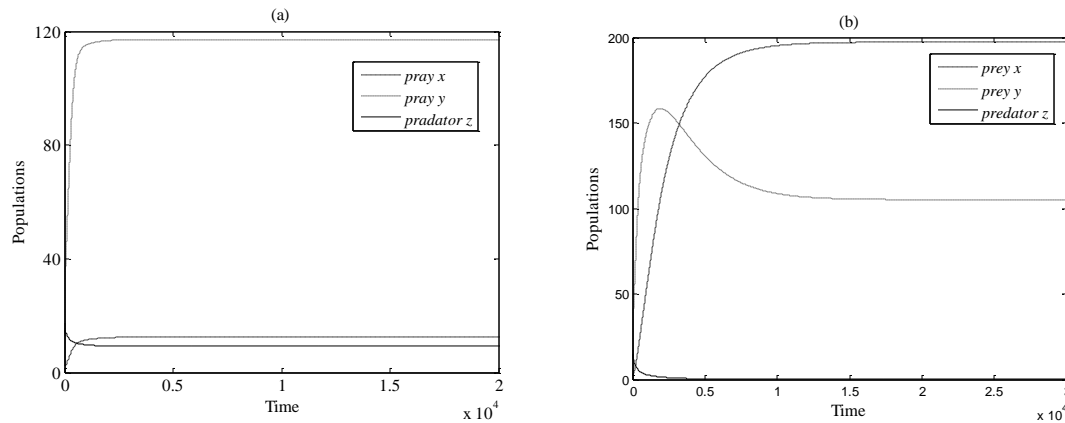 (a)
120
80
40
0
Populations
pray x
pray y
pradator z
0 0.5 1 1.5 2
Time
x 10^4
(b)
200
150
100
50
0
Populations
prey x
prey y
predator z
0 0.5 1 1.5 2 2.5 3
Time
x 10^4